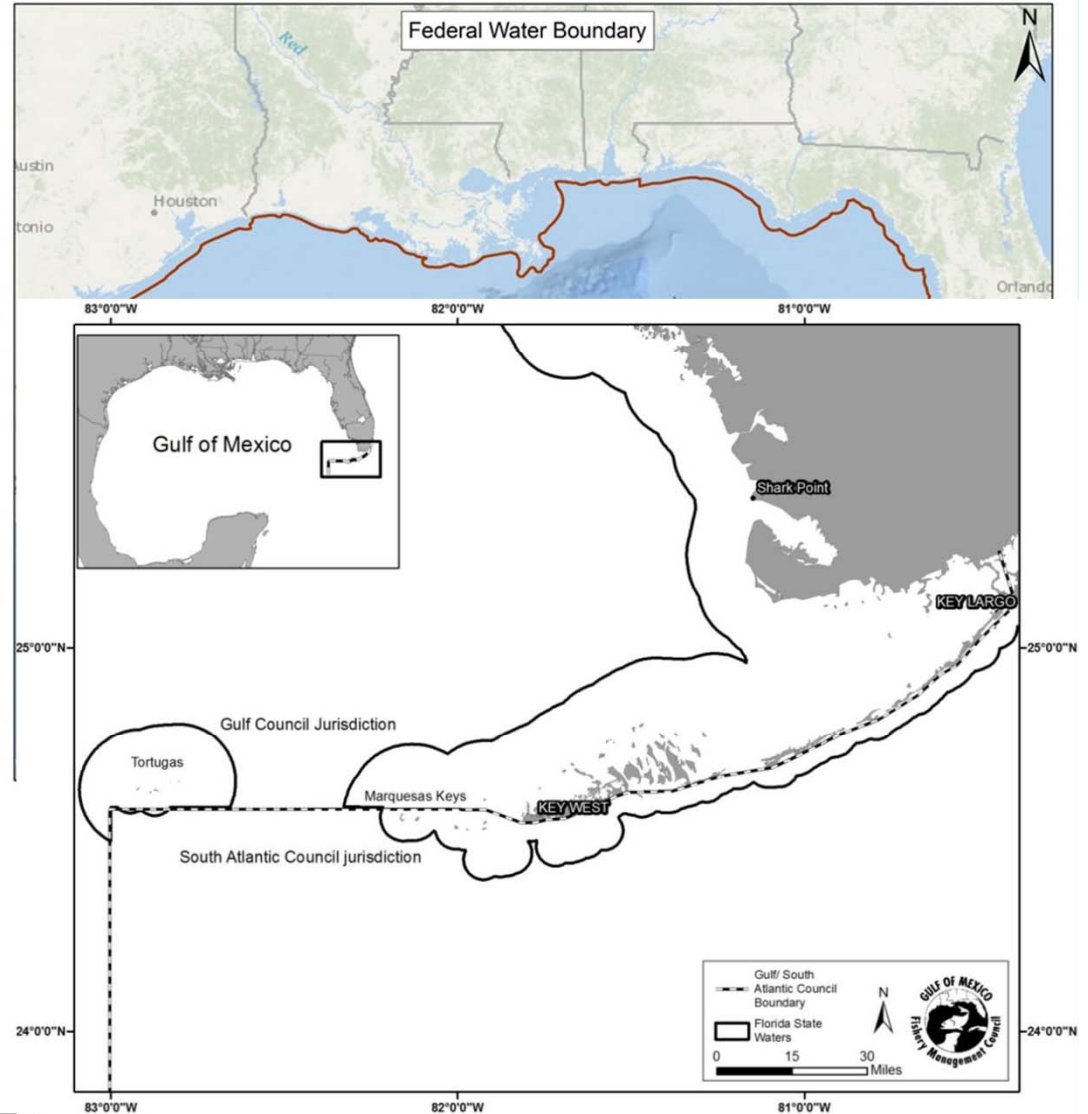 Federal Water Boundary
N
Red
ustin
Houston
tonio
Orlando
83°0'0"W
82°0'0"W
81°0'0"W
Gulf of Mexico
Shark Point
KEY LARGO
25°0'0"N
25°0'0"N
Gulf Council Jurisdiction
Tortugas
Marquesas Keys
KEY WEST
South Atlantic Council jurisdiction
Gulf/ South
Atlantic Council
Boundary
Florida State
Waters
N
GULF OF MEXICO
Fishery Management Council
0 15 30
Miles
24°0'0"N
24°0'0"N
83°0'0"W
82°0'0"W
81°0'0"W